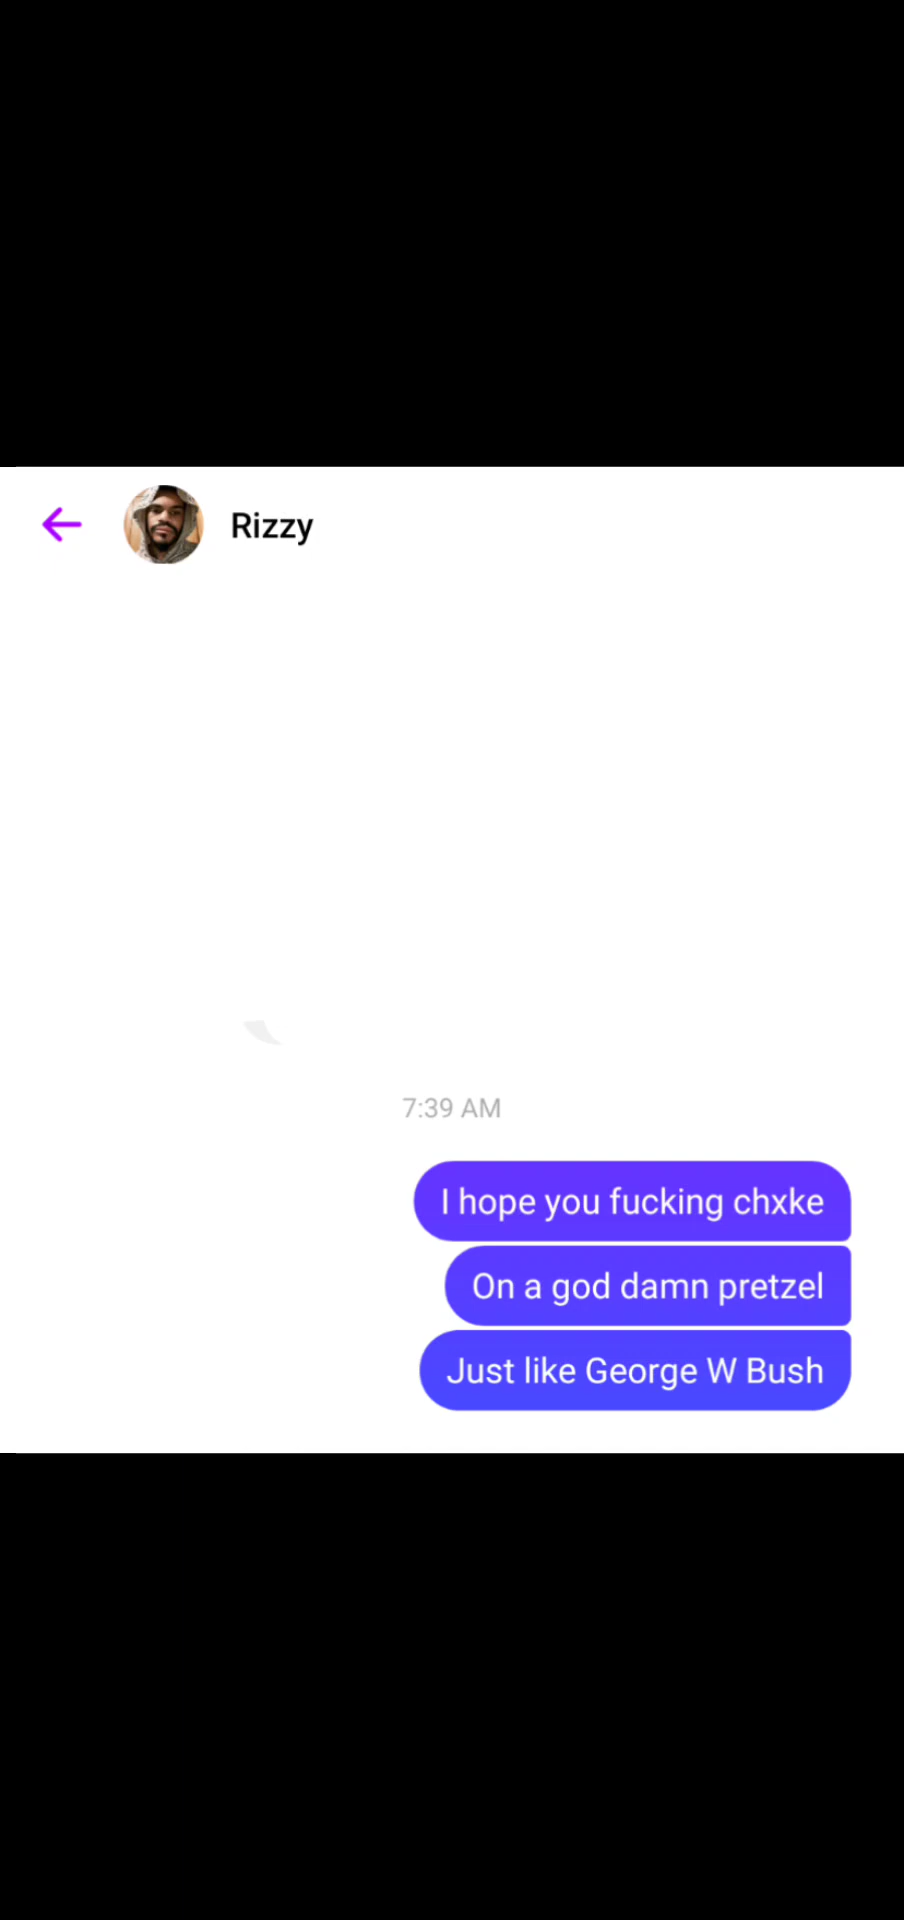 Rizzy
7:39 AM
I hope you fucking chxke
On a god damn pretzel
Just like George W Bush